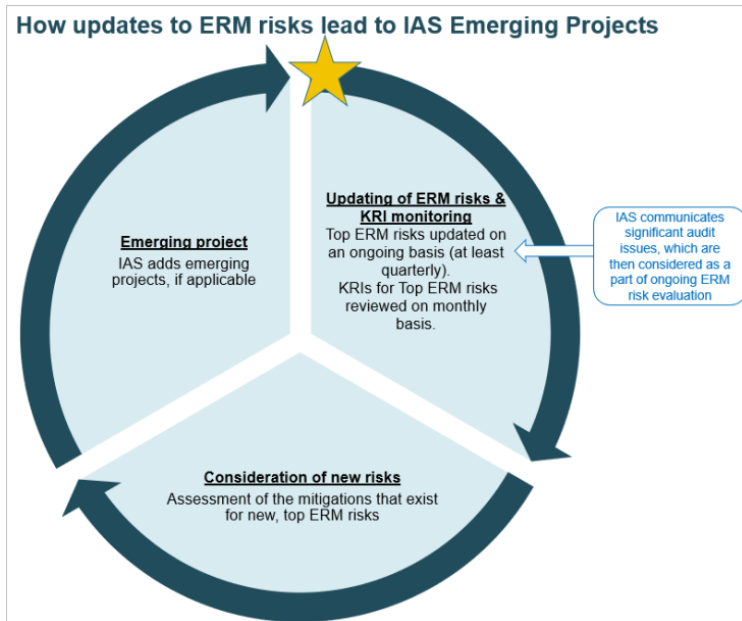 How updates to ERM risks lead to IAS Emerging Projects
Updating of ERM risks &
KRI monitoring
Top ERM risks updated on
an ongoing basis (at least
quarterly).
KRIs for Top ERM risks
reviewed on monthly
basis.
IAS communicates
significant audit
issues, which are
then considered as a
part of ongoing ERM
risk evaluation
Consideration of new risks
Assessment of the mitigations that exist
for new, top ERM risks
Emerging project
IAS adds emerging
projects, if applicable